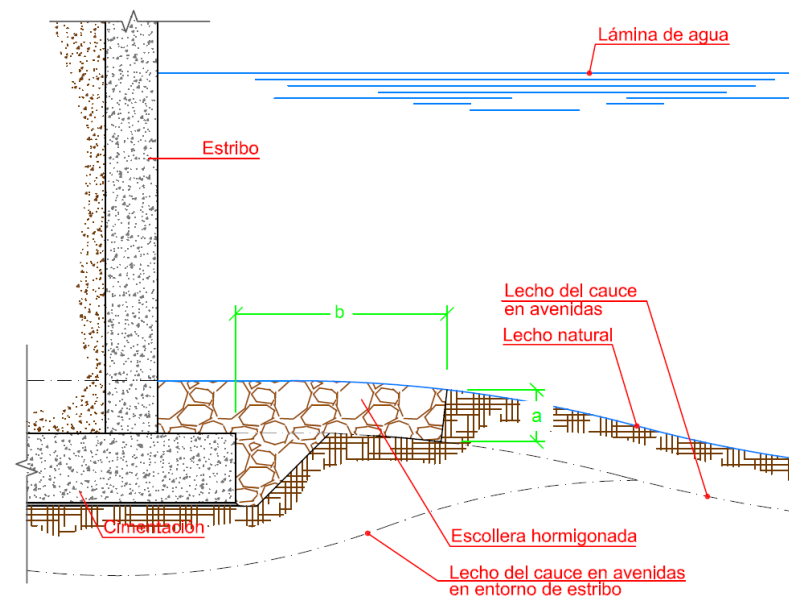 Lámina de agua
Estribo
Lecho del cauce
en avenidas
b
Lecho natural
a
Cimentación
Escollera hormigonada
Lecho del cauce en avenidas
en entorno de estribo